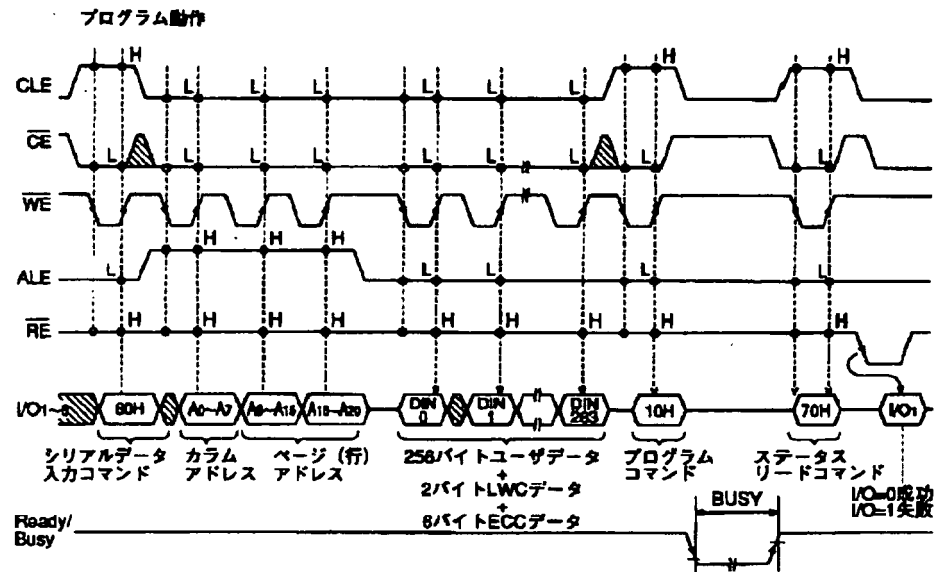 プログラム動作
CLE H L L L L L L L H H
CE L L L L L L L L L
WE
ALE L H H H L L L L
RE H H H H H H H H H
I/O1~8 80H A0~A7 A8~A15 A16~A20 DIN 0 DIN 1 DIN 263 10H 70H I/O1
シリアルデータ入力コマンド
カラムアドレス
ページ(行)アドレス
256バイトユーザデータ
+
2バイトLWCデータ
+
6バイトECCデータ
プログラムコマンド
ステータスリードコマンド
I/O=0成功
I/O=1失敗
Ready/
Busy
BUSY